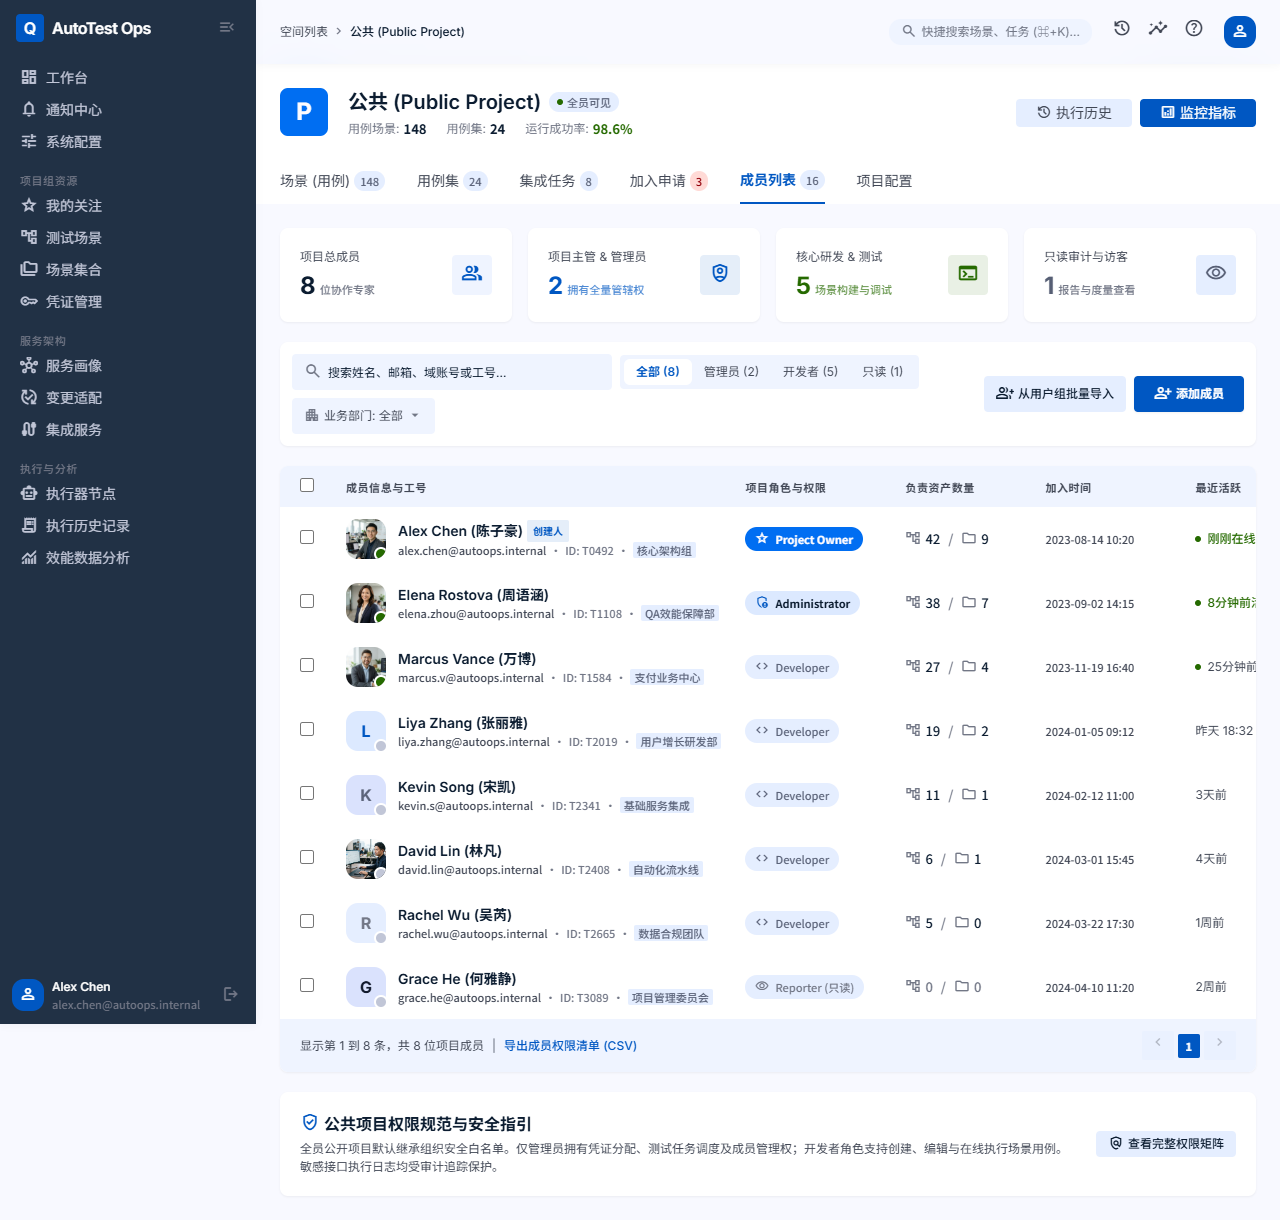 Q AutoTest Ops
工作台
通知中心
系统配置
项目组资源
我的关注
测试场景
场景集合
凭证管理
服务架构
服务画像
变更适配
集成服务
执行与分析
执行器节点
执行历史记录
效能数据分析
Alex Chen
alex.chen@autoops.internal
空间列表 > 公共 (Public Project)
快捷搜索场景、任务 (⌘+K)...
P
公共 (Public Project) 全员可见
用例场景: 148 用例集: 24 运行成功率: 98.6%
执行历史 监控指标
场景 (用例) 148 用例集 24 集成任务 8 加入申请 3 成员列表 16 项目配置
项目总成员
8 位协作专家
项目主管 & 管理员
2 拥有全量管辖权
核心研发 & 测试
5 场景构建与调试
只读审计与访客
1 报告与度量查看
搜索姓名、邮箱、域账号或工号...
全部 (8) 管理员 (2) 开发者 (5) 只读 (1)
业务部门: 全部
从用户组批量导入 添加成员
成员信息与工号 项目角色与权限 负责资产数量 加入时间 最近活跃
Alex Chen (陈子豪) 创建人
alex.chen@autoops.internal • ID: T0492 • 核心架构组
Project Owner 42 / 9 2023-08-14 10:20 刚刚在线
Elena Rostova (周语涵)
elena.zhou@autoops.internal • ID: T1108 • QA效能保障部
Administrator 38 / 7 2023-09-02 14:15 8分钟前
Marcus Vance (万博)
marcus.v@autoops.internal • ID: T1584 • 支付业务中心
Developer 27 / 4 2023-11-19 16:40 25分钟前
L
Liya Zhang (张丽雅)
liya.zhang@autoops.internal • ID: T2019 • 用户增长研发部
Developer 19 / 2 2024-01-05 09:12 昨天 18:32
K
Kevin Song (宋凯)
kevin.s@autoops.internal • ID: T2341 • 基础服务集成
Developer 11 / 1 2024-02-12 11:00 3天前
David Lin (林凡)
david.lin@autoops.internal • ID: T2408 • 自动化流水线
Developer 6 / 1 2024-03-01 15:45 4天前
R
Rachel Wu (吴芮)
rachel.wu@autoops.internal • ID: T2665 • 数据合规团队
Developer 5 / 0 2024-03-22 17:30 1周前
G
Grace He (何雅静)
grace.he@autoops.internal • ID: T3089 • 项目管理委员会
Reporter (只读) 0 / 0 2024-04-10 11:20 2周前
显示第 1 到 8 条，共 8 位项目成员 | 导出成员权限清单 (CSV)
1
公共项目权限规范与安全指引
全员公开项目默认继承组织安全白名单。仅管理员拥有凭证分配、测试任务调度及成员管理权；开发者角色支持创建、编辑与在线执行场景用例。
敏感接口执行日志均受审计追踪保护。
查看完整权限矩阵